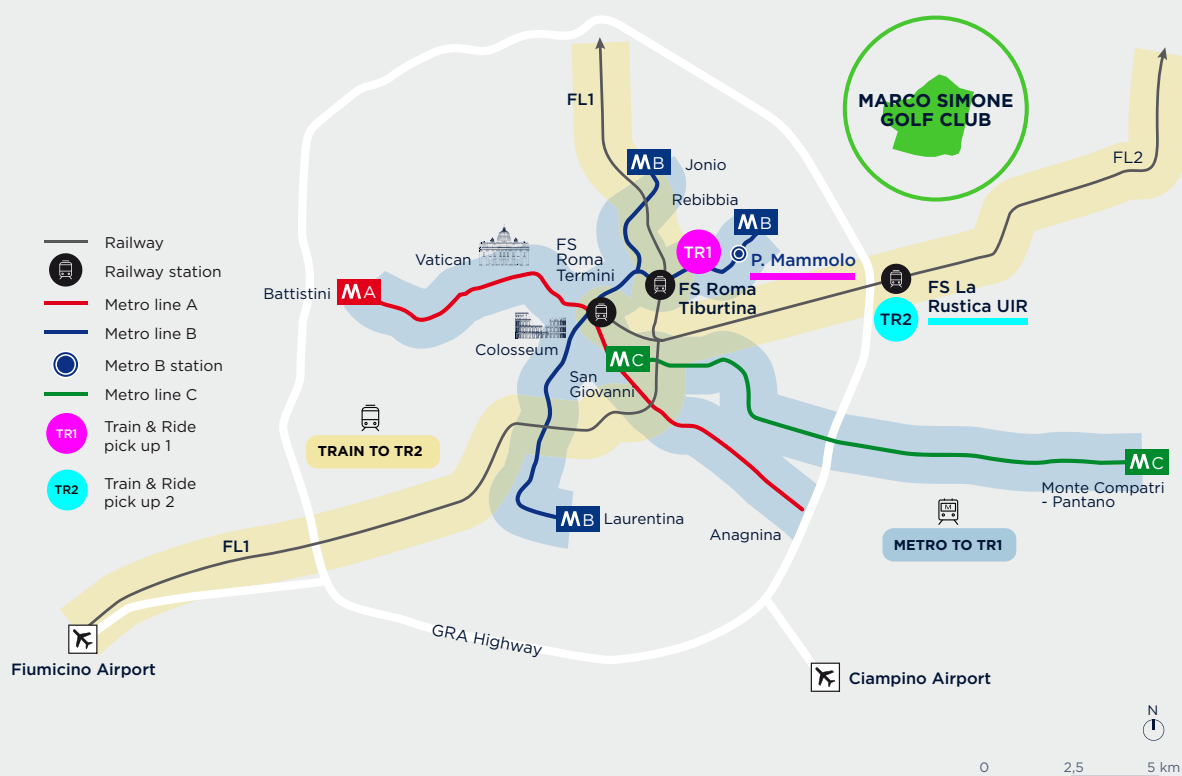 MARCO SIMONE
GOLF CLUB
FL1
FL2
MB
Jonio
Rebibbia
MB
TR1
P. Mammolo
Vatican
FS
Roma
Termini
FS Roma
Tiburtina
FS La
Rustica UIR
TR2
Battistini
MA
Colosseum
MC
San
Giovanni
Railway
Railway station
Metro line A
Metro line B
Metro B station
Metro line C
TR1
Train & Ride
pick up 1
TR2
Train & Ride
pick up 2
TRAIN TO TR2
MC
Monte Compatri
- Pantano
MB
Laurentina
Anagnina
M
METRO TO TR1
FL1
GRA Highway
Fiumicino Airport
Ciampino Airport
N
0 2,5 5 km